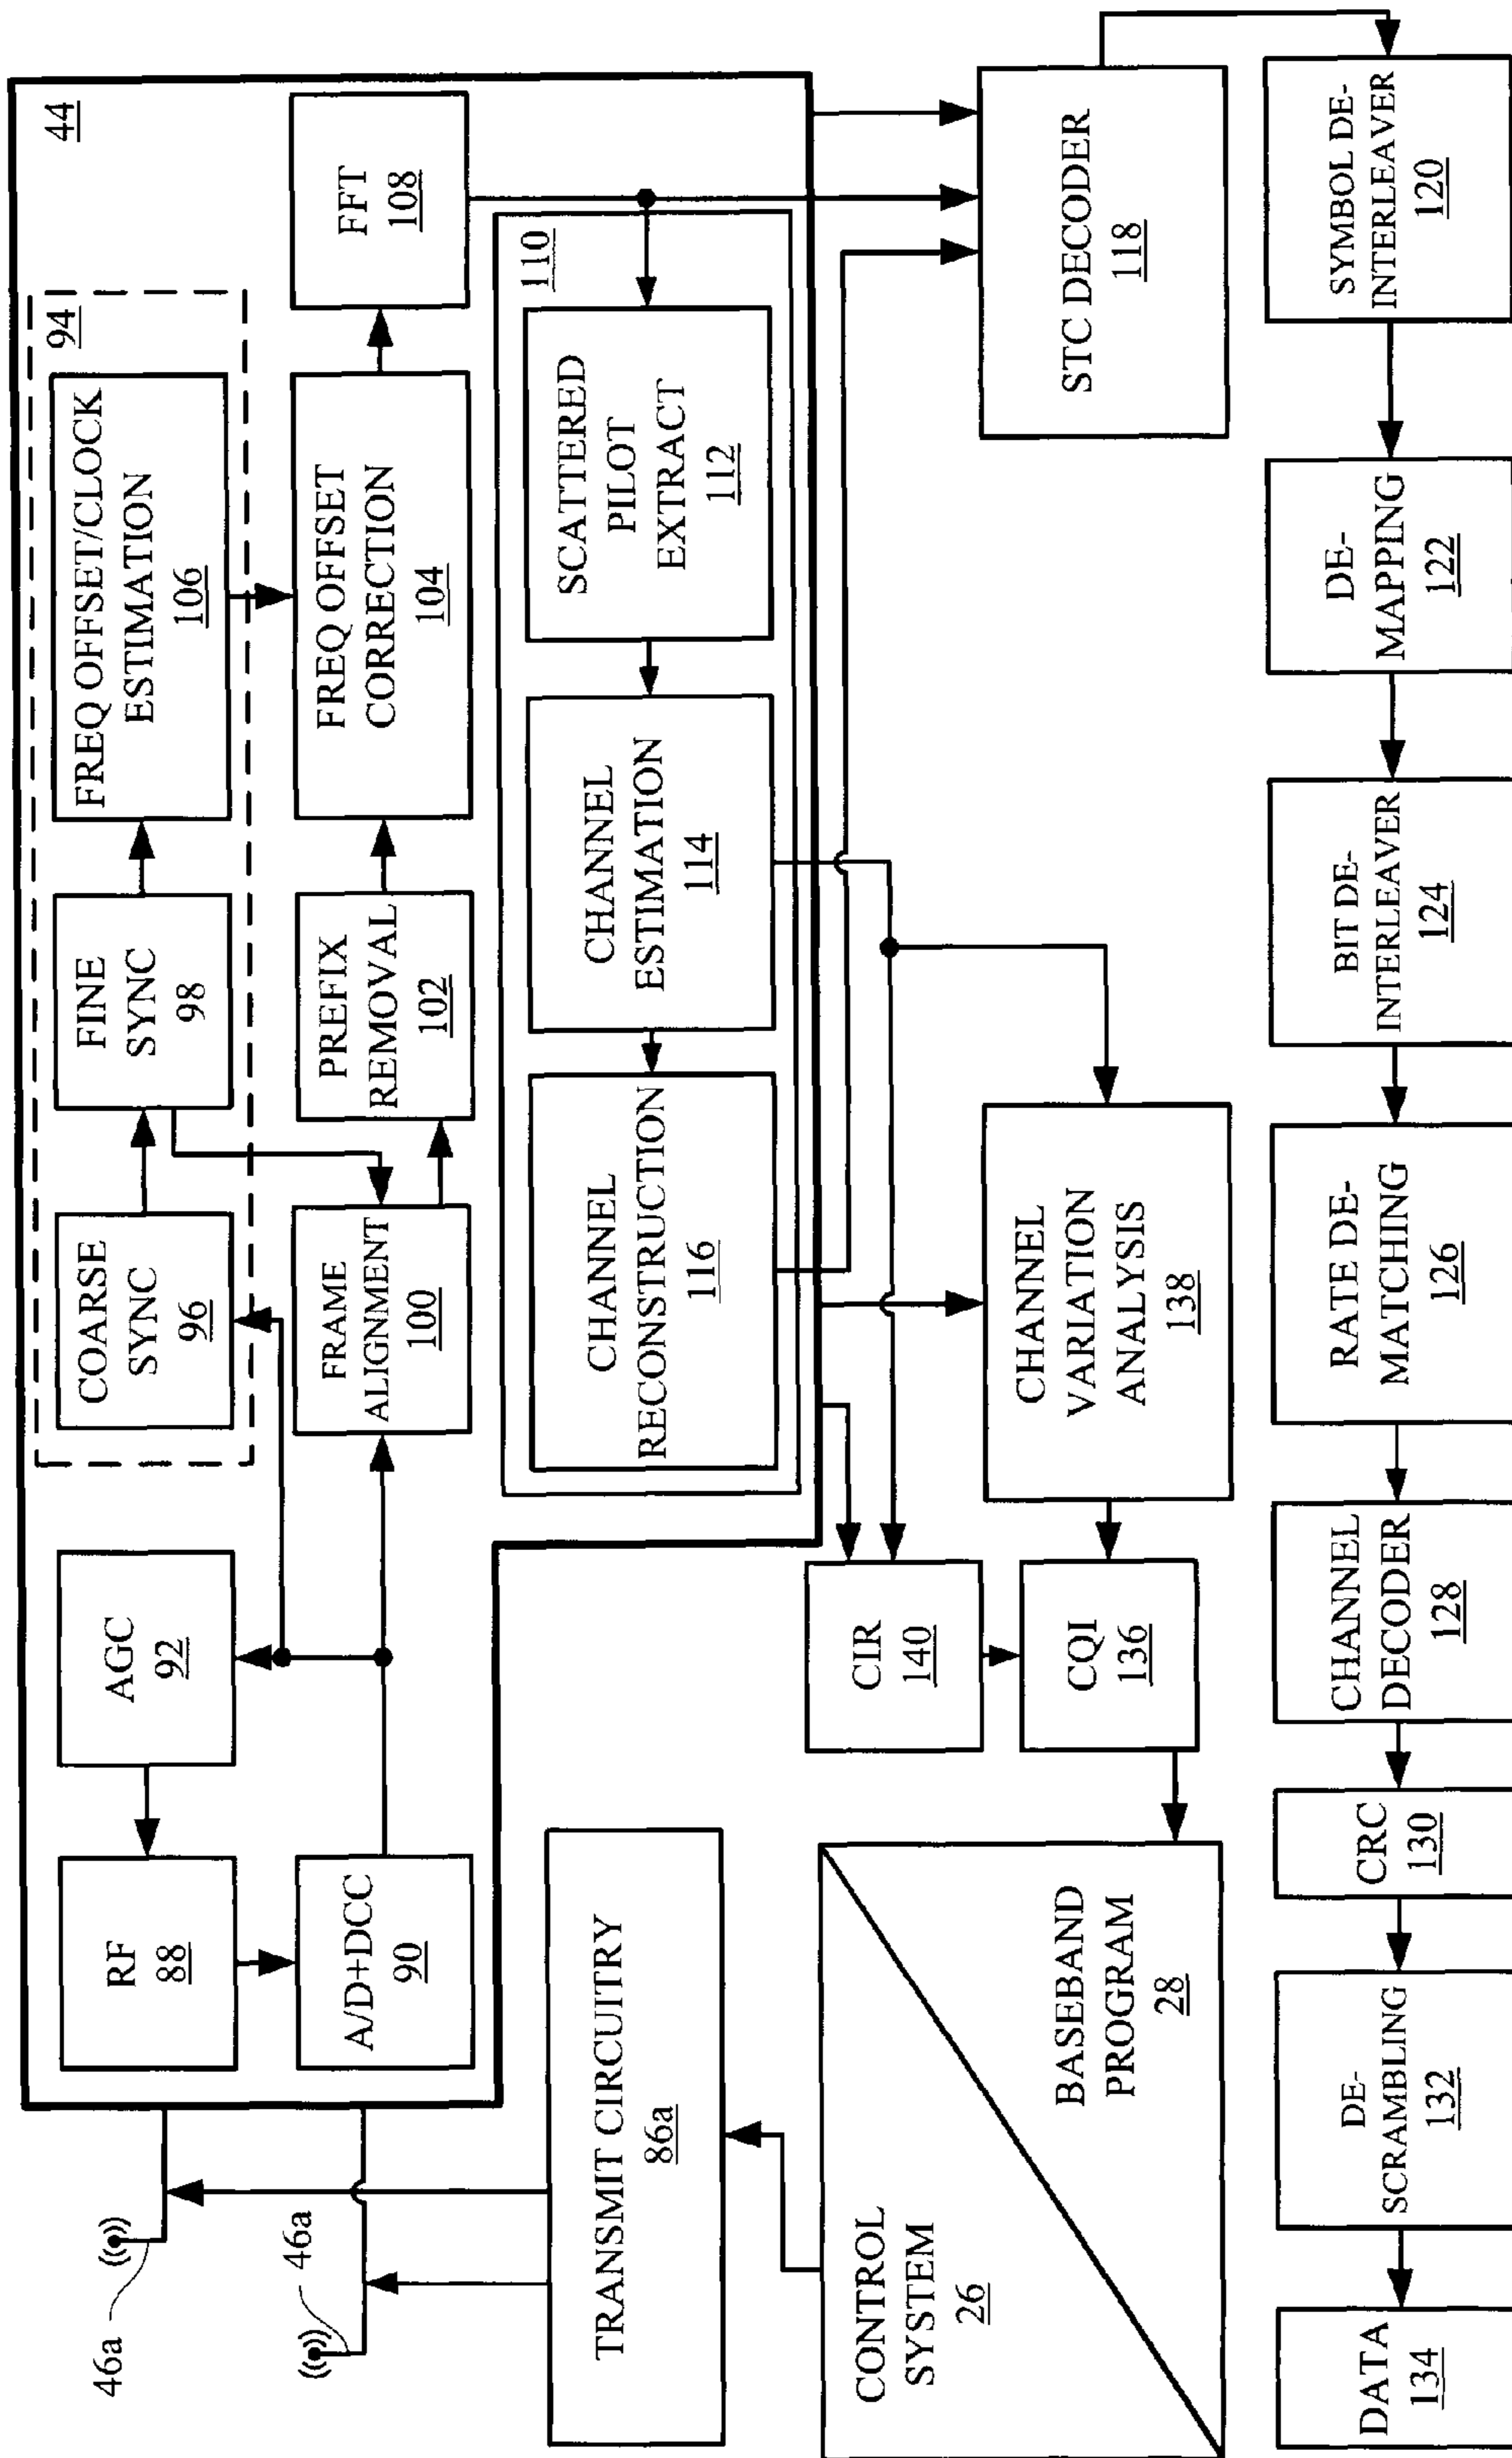 44
94
COARSE
SYNC
96
FINE
SYNC
98
FREQ OFFSET/CLOCK
ESTIMATION
106
RF
88
AGC
92
A/D+DCC
90
FRAME
ALIGNMENT
100
PREFIX
REMOVAL
102
FREQ OFFSET
CORRECTION
104
FFT
108
110
CHANNEL
RECONSTRUCTION
116
CHANNEL
ESTIMATION
114
SCATTERED
PILOT
EXTRACT
112
46a
46a
TRANSMIT CIRCUITRY
86a
CONTROL
SYSTEM
26
BASEBAND
PROGRAM
28
CIR
140
CQI
136
CHANNEL
VARIATION
ANALYSIS
138
STC DECODER
118
SYMBOL DE-
INTERLEAVER
120
DE-
MAPPING
122
BIT DE-
INTERLEAVER
124
RATE DE-
MATCHING
126
CHANNEL
DECODER
128
CRC
130
DE-
SCRAMBLING
132
DATA
134